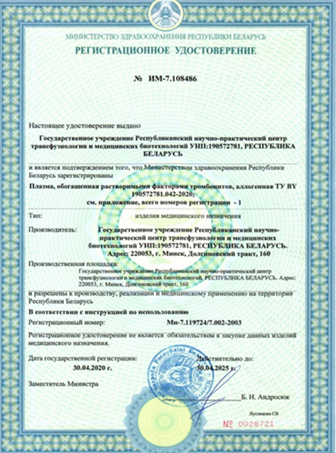 МИНИСТЕРСТВО ЗДРАВООХРАНЕНИЯ РЕСПУБЛИКИ БЕЛАРУСЬ
РЕГИСТРАЦИОННОЕ УДОСТОВЕРЕНИЕ
№ ИМ-7.108486
Настоящее удостоверение выдано
Государственное учреждение Республиканский научно-практический центр
трансфузиологии и медицинских биотехнологий УНП:190572781, РЕСПУБЛИКА
БЕЛАРУСЬ
и является подтверждением того, что Министерством здравоохранения Республики
Беларусь зарегистрированы
Плазма, обогащенная растворимыми факторами тромбоцитов, аллогенная ТУ BY
190572781.042-2020;
см. приложение, всего номеров регистрации - 1
Тип: изделия медицинского назначения
Производитель: Государственное учреждение Республиканский научно-
практический центр трансфузиологии и медицинских
биотехнологий УНП:190572781, РЕСПУБЛИКА БЕЛАРУСЬ.
Адрес: 220053, г. Минск, Долгиновский тракт, 160
Производственная площадка:
Государственное учреждение Республиканский научно-практический центр
трансфузиологии и медицинских биотехнологий, РЕСПУБЛИКА БЕЛАРУСЬ. Адрес:
220053, г. Минск, Долгиновский тракт, 160
и разрешены к производству, реализации и медицинскому применению на территории
Республики Беларусь
В соответствии с инструкцией по использованию
Регистрационный номер: Мн-7.119724/7.002-2003
Регистрационное удостоверение не является обязательством к закупке данных изделий
медицинского назначения.
Дата государственной регистрации: Действительно до:
30.04.2020 г. 30.04.2025 г.
Заместитель Министра Б. Н. Андросюк
№ 0928721